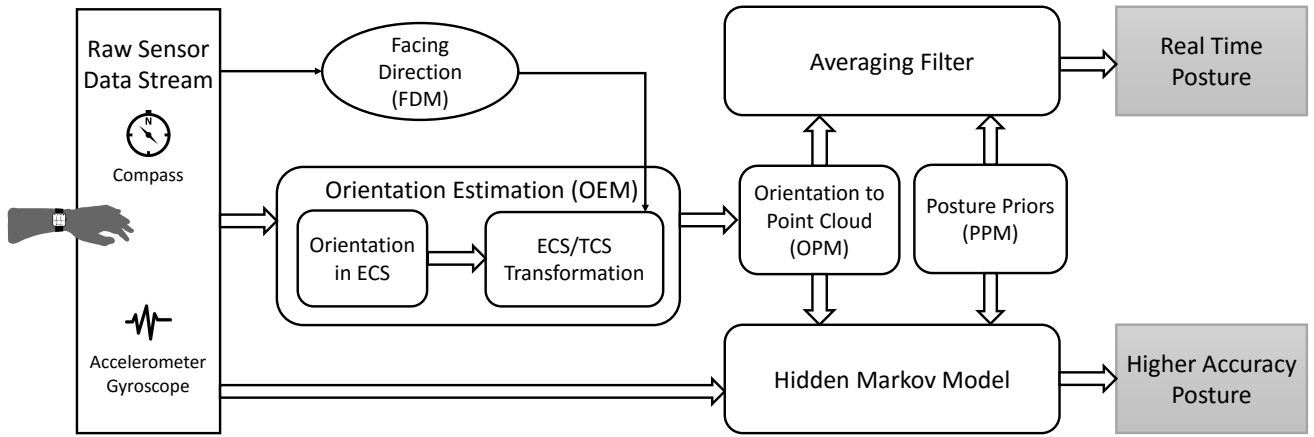 Raw Sensor
Data Stream
N
Compass
Accelerometer
Gyroscope
Facing
Direction
(FDM)
Orientation Estimation (OEM)
Orientation
in ECS
ECS/TCS
Transformation
Averaging Filter
Orientation to
Point Cloud
(OPM)
Posture Priors
(PPM)
Hidden Markov Model
Real Time
Posture
Higher Accuracy
Posture